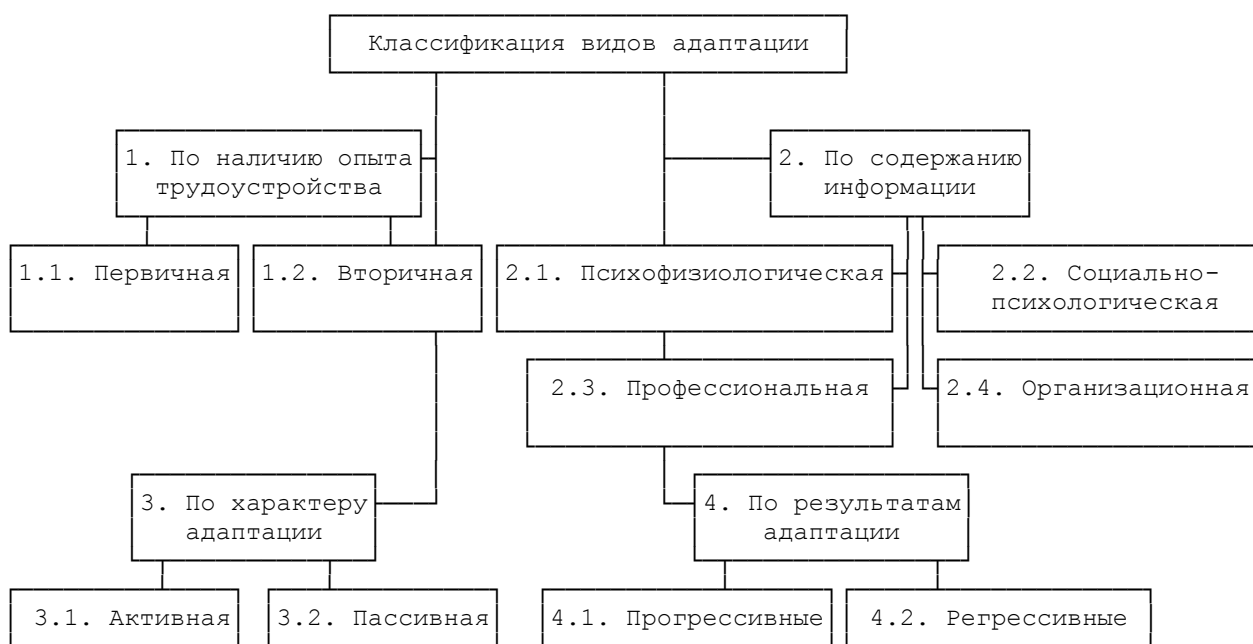 Классификация видов адаптации
1. По наличию опыта
трудоустройства
2. По содержанию
информации
1.1. Первичная
1.2. Вторичная
2.1. Психофизиологическая
2.2. Социально-
психологическая
2.3. Профессиональная
2.4. Организационная
3. По характеру
адаптации
4. По результатам
адаптации
3.1. Активная
3.2. Пассивная
4.1. Прогрессивные
4.2. Регрессивные